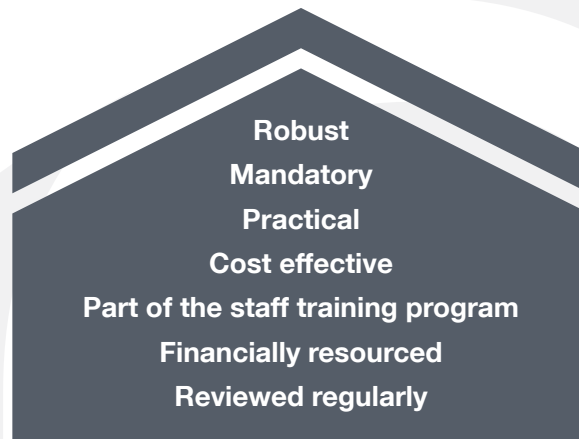 Robust
Mandatory
Practical
Cost effective
Part of the staff training program
Financially resourced
Reviewed regularly